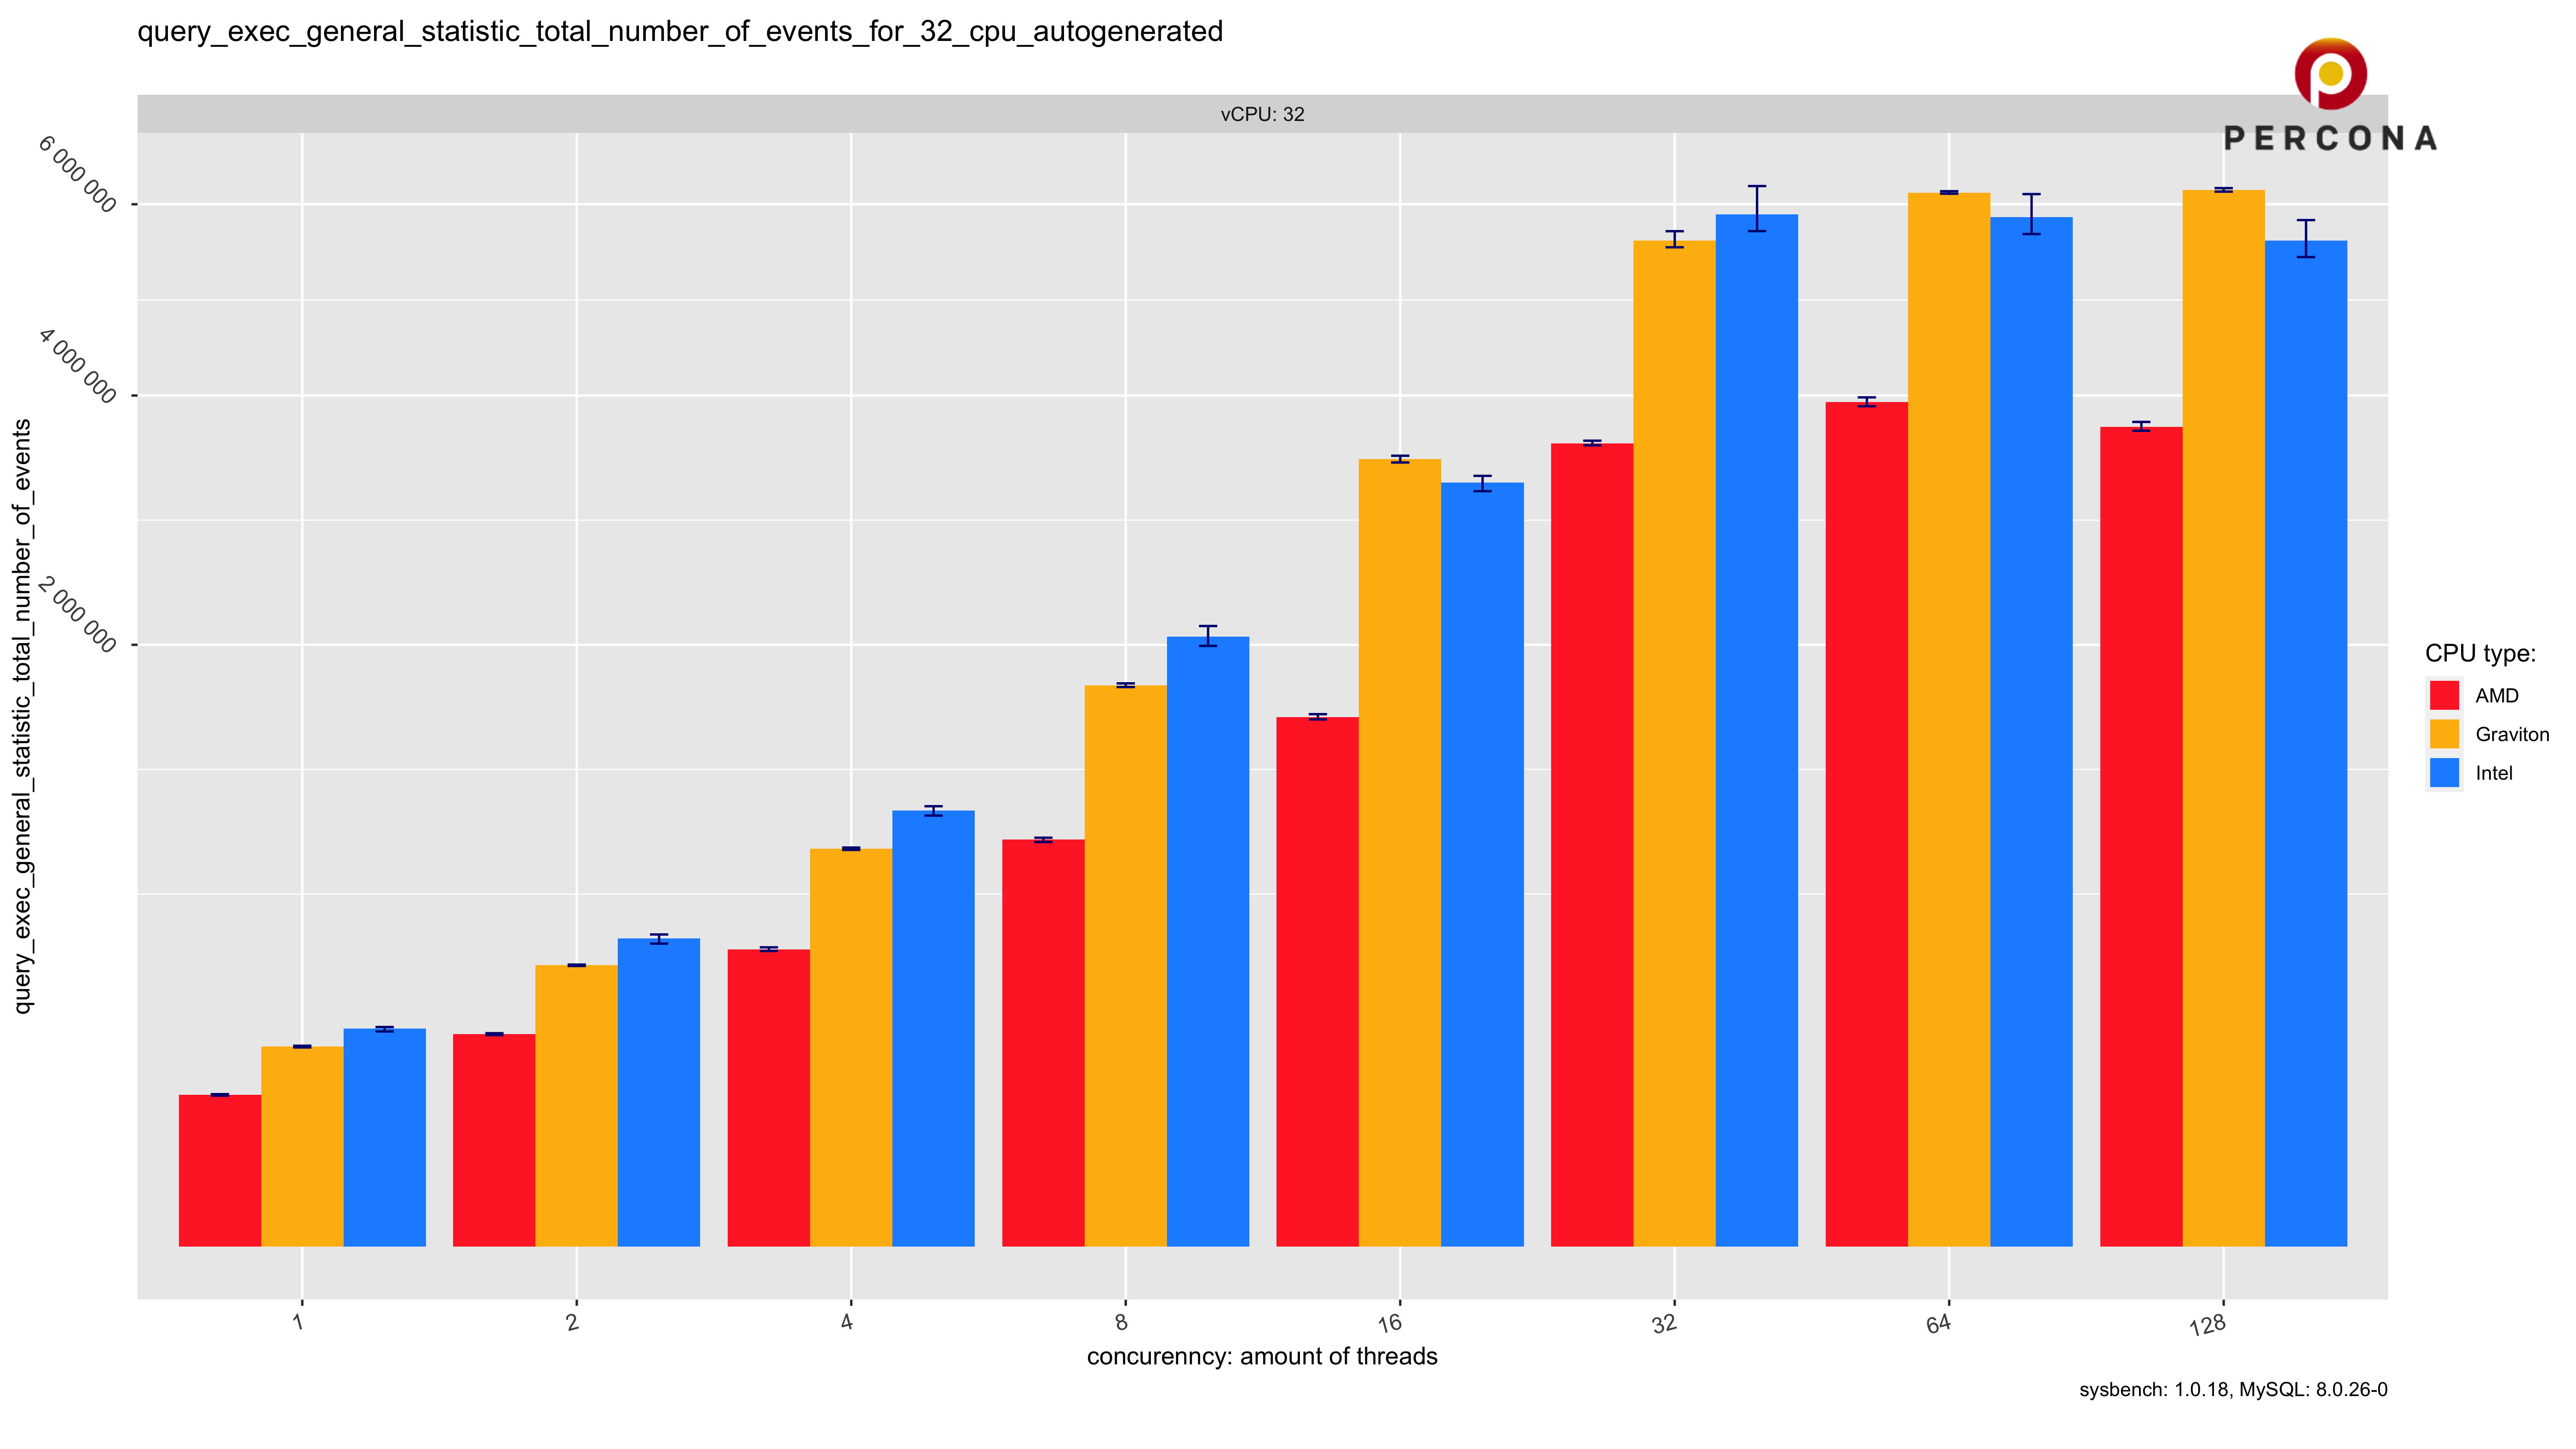 query_exec_general_statistic_total_number_of_events_for_32_cpu_autogenerated
PERCONA
vCPU: 32
6 000 000
4 000 000
2 000 000
query_exec_general_statistic_total_number_of_events
CPU type:
AMD
Graviton
Intel
1
2
4
8
16
32
64
128
concurenncy: amount of threads
sysbench: 1.0.18, MySQL: 8.0.26-0